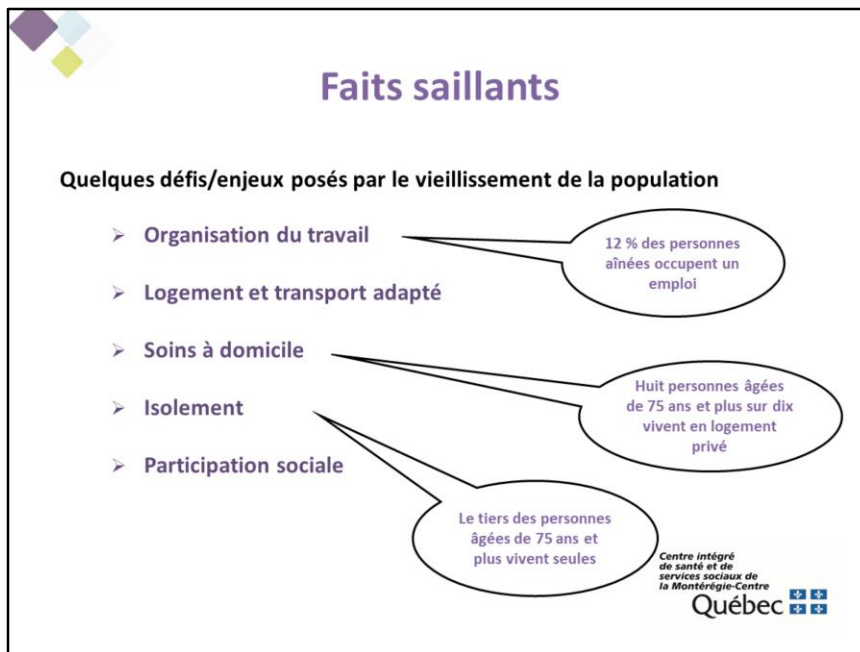 Faits saillants
Quelques défis/enjeux posés par le vieillissement de la population
➢ Organisation du travail
12 % des personnes
aînées occupent un
emploi
➢ Logement et transport adapté
➢ Soins à domicile
Huit personnes âgées
de 75 ans et plus sur dix
vivent en logement
privé
➢ Isolement
➢ Participation sociale
Le tiers des personnes
âgées de 75 ans et
plus vivent seules
Centre intégré
de santé et de
services sociaux de
la Montérégie-Centre
Québec